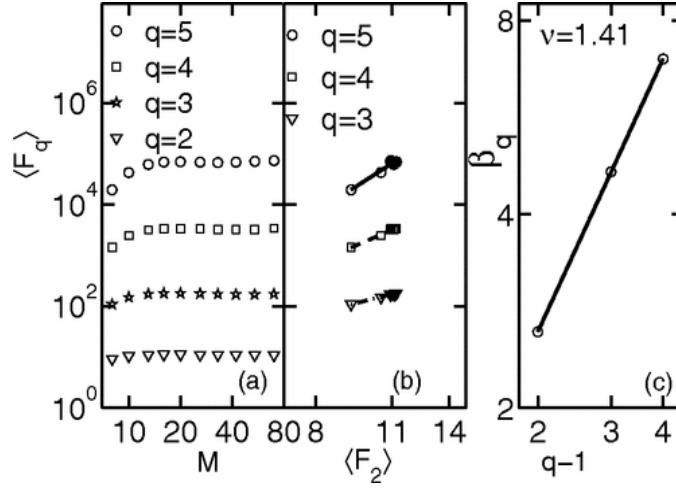 q=5
q=4
q=3
q=2
⟨F_q⟩
10^6
10^4
10^2
10^0
10 20 40 80
M
(a)
q=5
q=4
q=3
8 11 14
⟨F_2⟩
(b)
ν=1.41
β_q
8
4
2
2 3 4
q−1
(c)